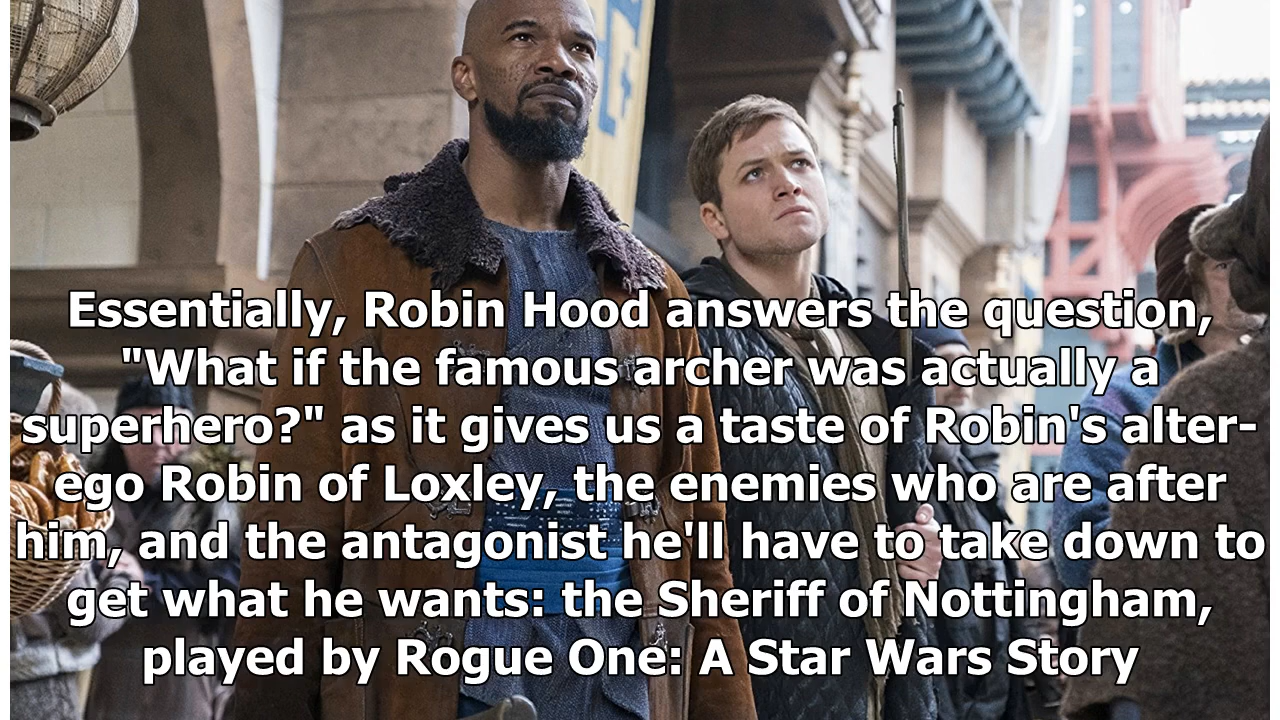 Essentially, Robin Hood answers the question,
"What if the famous archer was actually a
superhero?" as it gives us a taste of Robin's alter-
ego Robin of Loxley, the enemies who are after
him, and the antagonist he'll have to take down to
get what he wants: the Sheriff of Nottingham,
played by Rogue One: A Star Wars Story